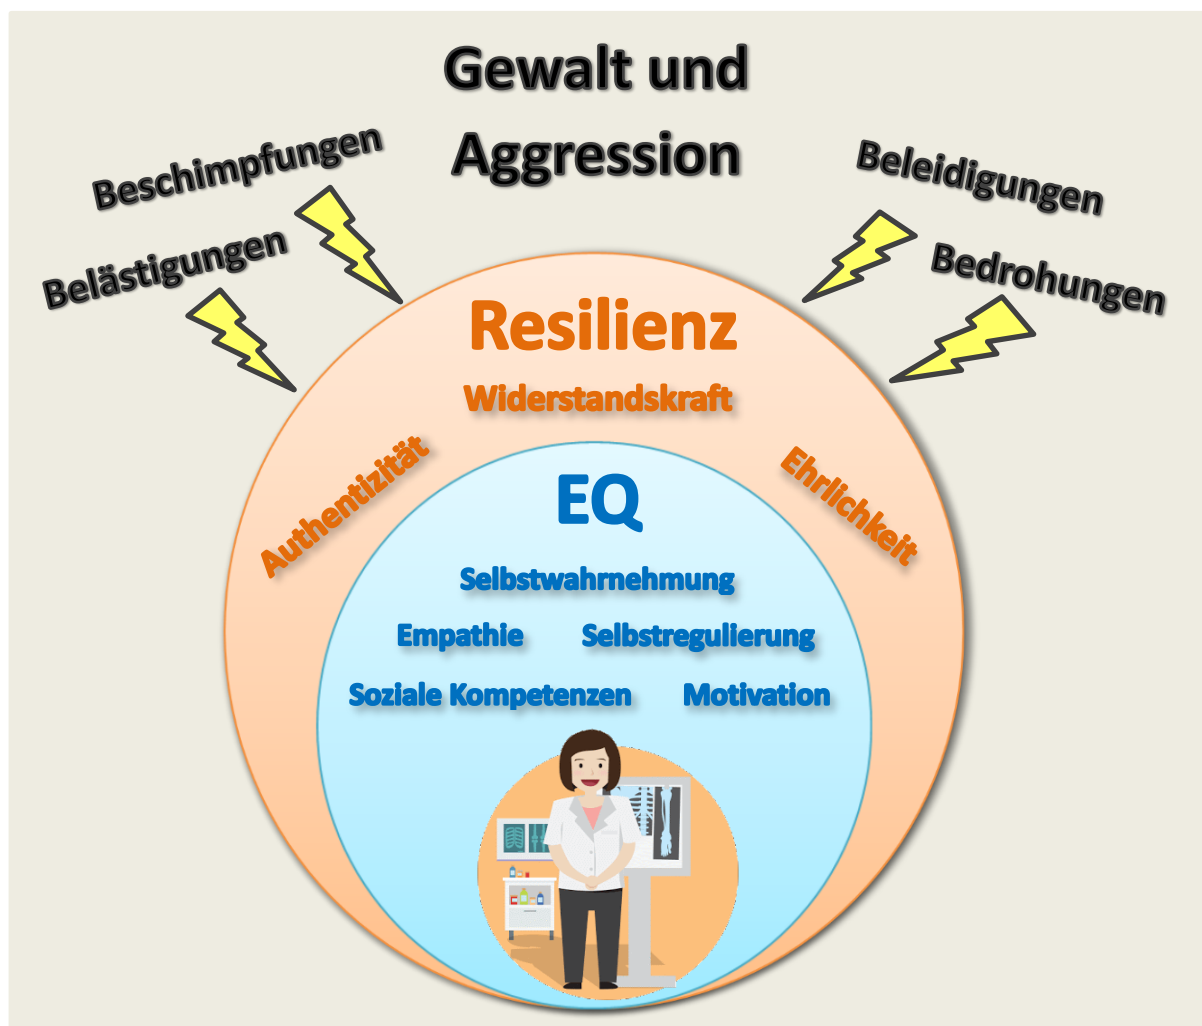 Gewalt und
Aggression
Beschimpfungen
Belästigungen
Beleidigungen
Bedrohungen
Resilienz
Widerstandskraft
Authentizität
Ehrlichkeit
EQ
Selbstwahrnehmung
Empathie Selbstregulierung
Soziale Kompetenzen Motivation